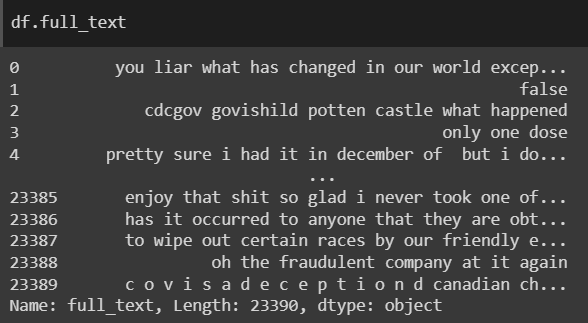 df.full_text
0 you liar what has changed in our world excep...
1 false
2 cdcgov govishild potten castle what happened
3 only one dose
4 pretty sure i had it in december of  but i do...
...
23385 enjoy that shit so glad i never took one of...
23386 has it occurred to anyone that they are obt...
23387 to wipe out certain races by our friendly e...
23388 oh the fraudulent company at it again
23389 c o v i s a d e c e p t i o n d canadian ch...
Name: full_text, Length: 23390, dtype: object